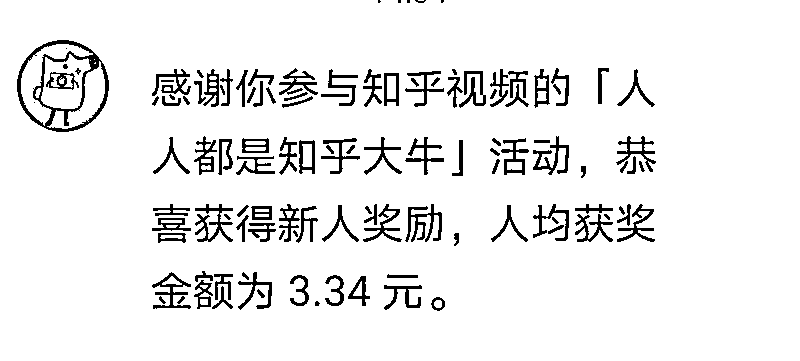 感谢你参与知乎视频的「人
人都是知乎大牛」活动，恭
喜获得新人奖励，人均获奖
金额为 3.34 元。